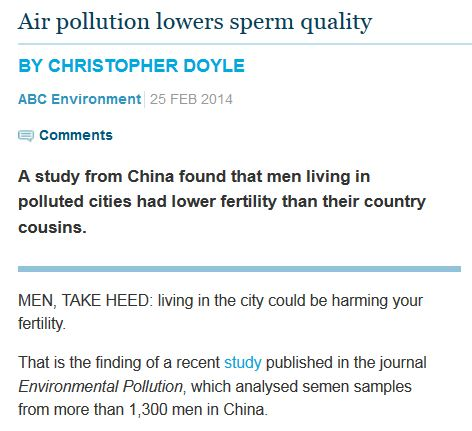 Air pollution lowers sperm quality
BY CHRISTOPHER DOYLE
ABC Environment | 25 FEB 2014
Comments
A study from China found that men living in
polluted cities had lower fertility than their country
cousins.
MEN, TAKE HEED: living in the city could be harming your
fertility.
That is the finding of a recent study published in the journal
Environmental Pollution, which analysed semen samples
from more than 1,300 men in China.